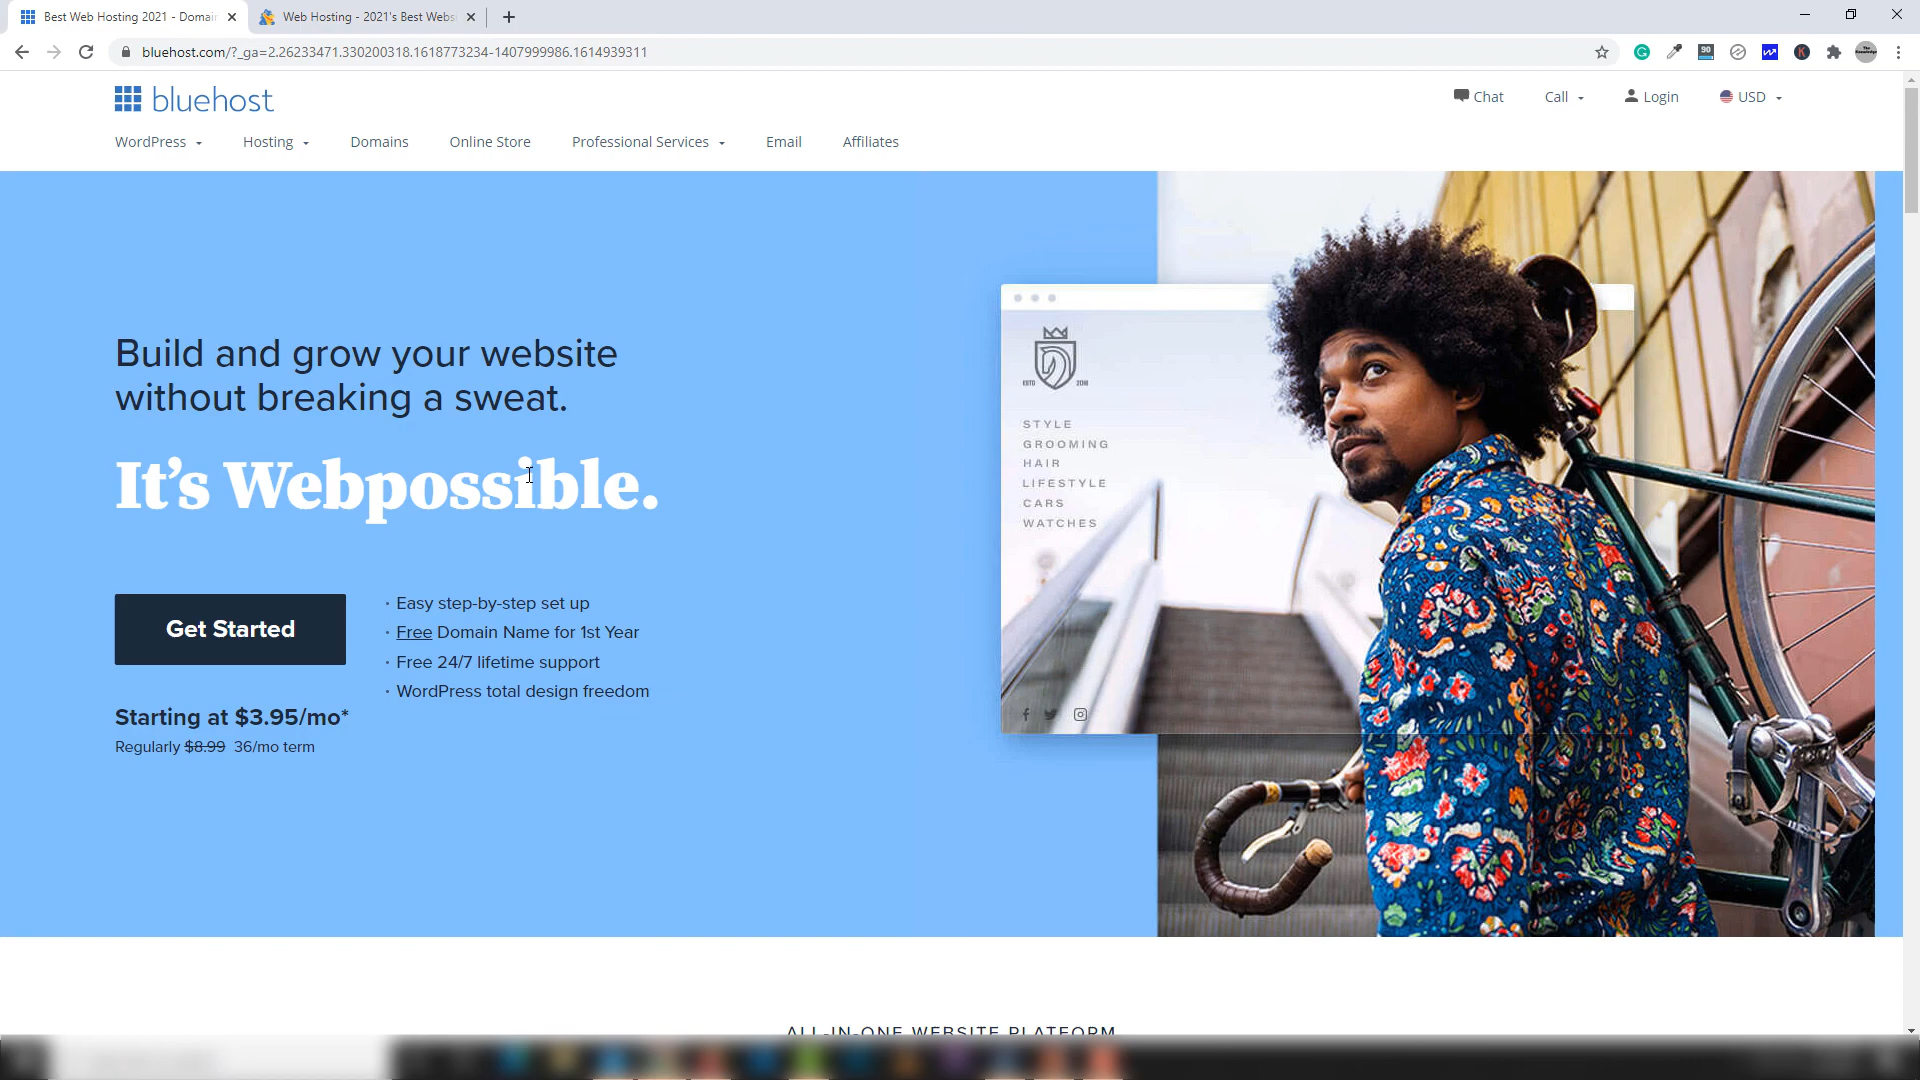 Best Web Hosting 2021 - Domain
Web Hosting - 2021's Best Webs
bluehost.com/?_ga=2.26233471.330200318.1618773234-1407999986.1614939311
90
K
bluehost
Chat
Call
Login
USD
WordPress
Hosting
Domains
Online Store
Professional Services
Email
Affiliates
Build and grow your website
without breaking a sweat.
It's Webpossible.
Get Started
· Easy step-by-step set up
· Free Domain Name for 1st Year
· Free 24/7 lifetime support
· WordPress total design freedom
Starting at $3.95/mo*
Regularly $8.99 36/mo term
ESTD
STYLE
GROOMING
HAIR
LIFESTYLE
CARS
WATCHES
ALL-IN-ONE WEBSITE PLATFORM